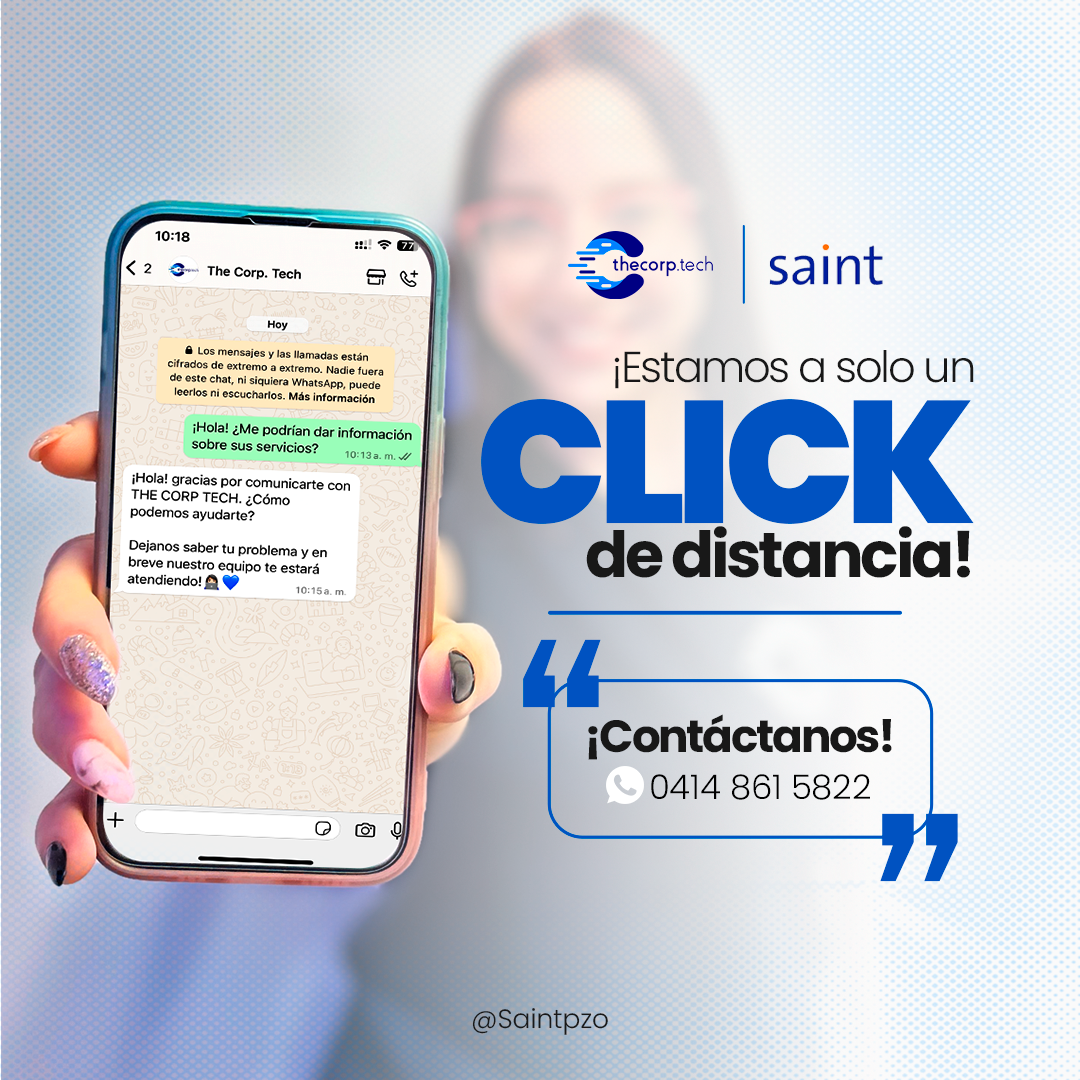 10:18
77
2
The Corp. Tech
Hoy
Los mensajes y las llamadas están
cifrados de extremo a extremo. Nadie fuera
de este chat, ni siquiera WhatsApp, puede
leerlos ni escucharlos. Más información
¡Hola! ¿Me podrían dar información
sobre sus servicios?
10:13 a. m.
¡Hola! gracias por comunicarte con
THE CORP TECH. ¿Cómo
podemos ayudarte?
Dejanos saber tu problema y en
breve nuestro equipo te estará
atendiendo!
10:15 a. m.
thecorp.tech
saint
¡Estamos a solo un
CLICK
de distancia!
“
¡Contáctanos!
0414 861 5822
”
@Saintpzo